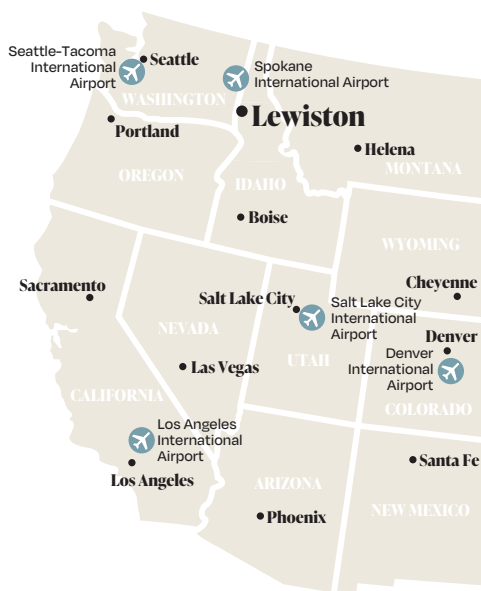 Seattle-Tacoma
International
Airport
Seattle
Spokane
International Airport
WASHINGTON
Lewiston
Portland
Helena
MONTANA
OREGON
IDAHO
Boise
WYOMING
Sacramento
Cheyenne
Salt Lake City
Salt Lake City
International
Airport
NEVADA
Denver
Denver
International
Airport
UTAH
Las Vegas
CALIFORNIA
COLORADO
Los Angeles
International
Airport
Los Angeles
Santa Fe
ARIZONA
Phoenix
NEW MEXICO